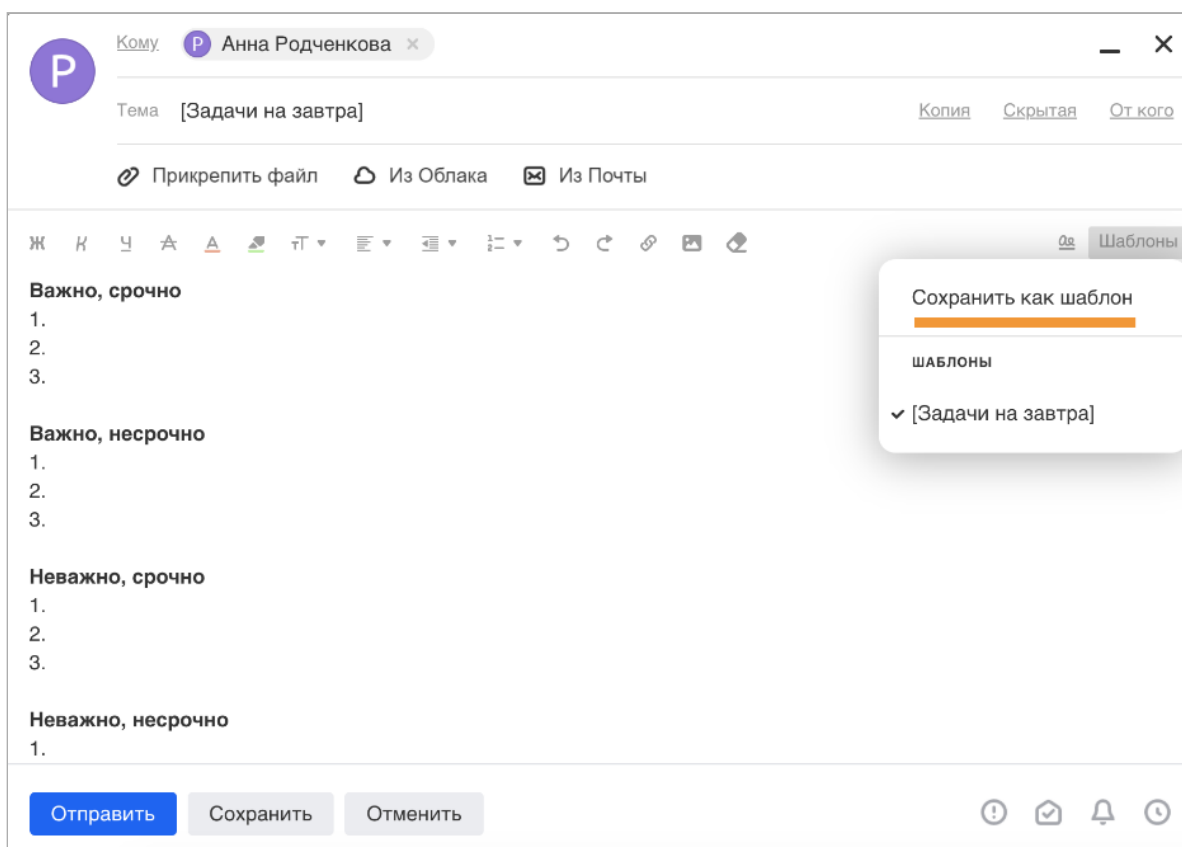 Р
Кому Р Анна Родченкова ×
Тема [Задачи на завтра] Копия Скрытая От кого
Прикрепить файл Из Облака Из Почты
Ж К Ч А А тТ Шаблоны
Важно, срочно
1.
2.
3.
Важно, несрочно
1.
2.
3.
Неважно, срочно
1.
2.
3.
Неважно, несрочно
1.
Сохранить как шаблон
ШАБЛОНЫ
[Задачи на завтра]
Отправить Сохранить Отменить